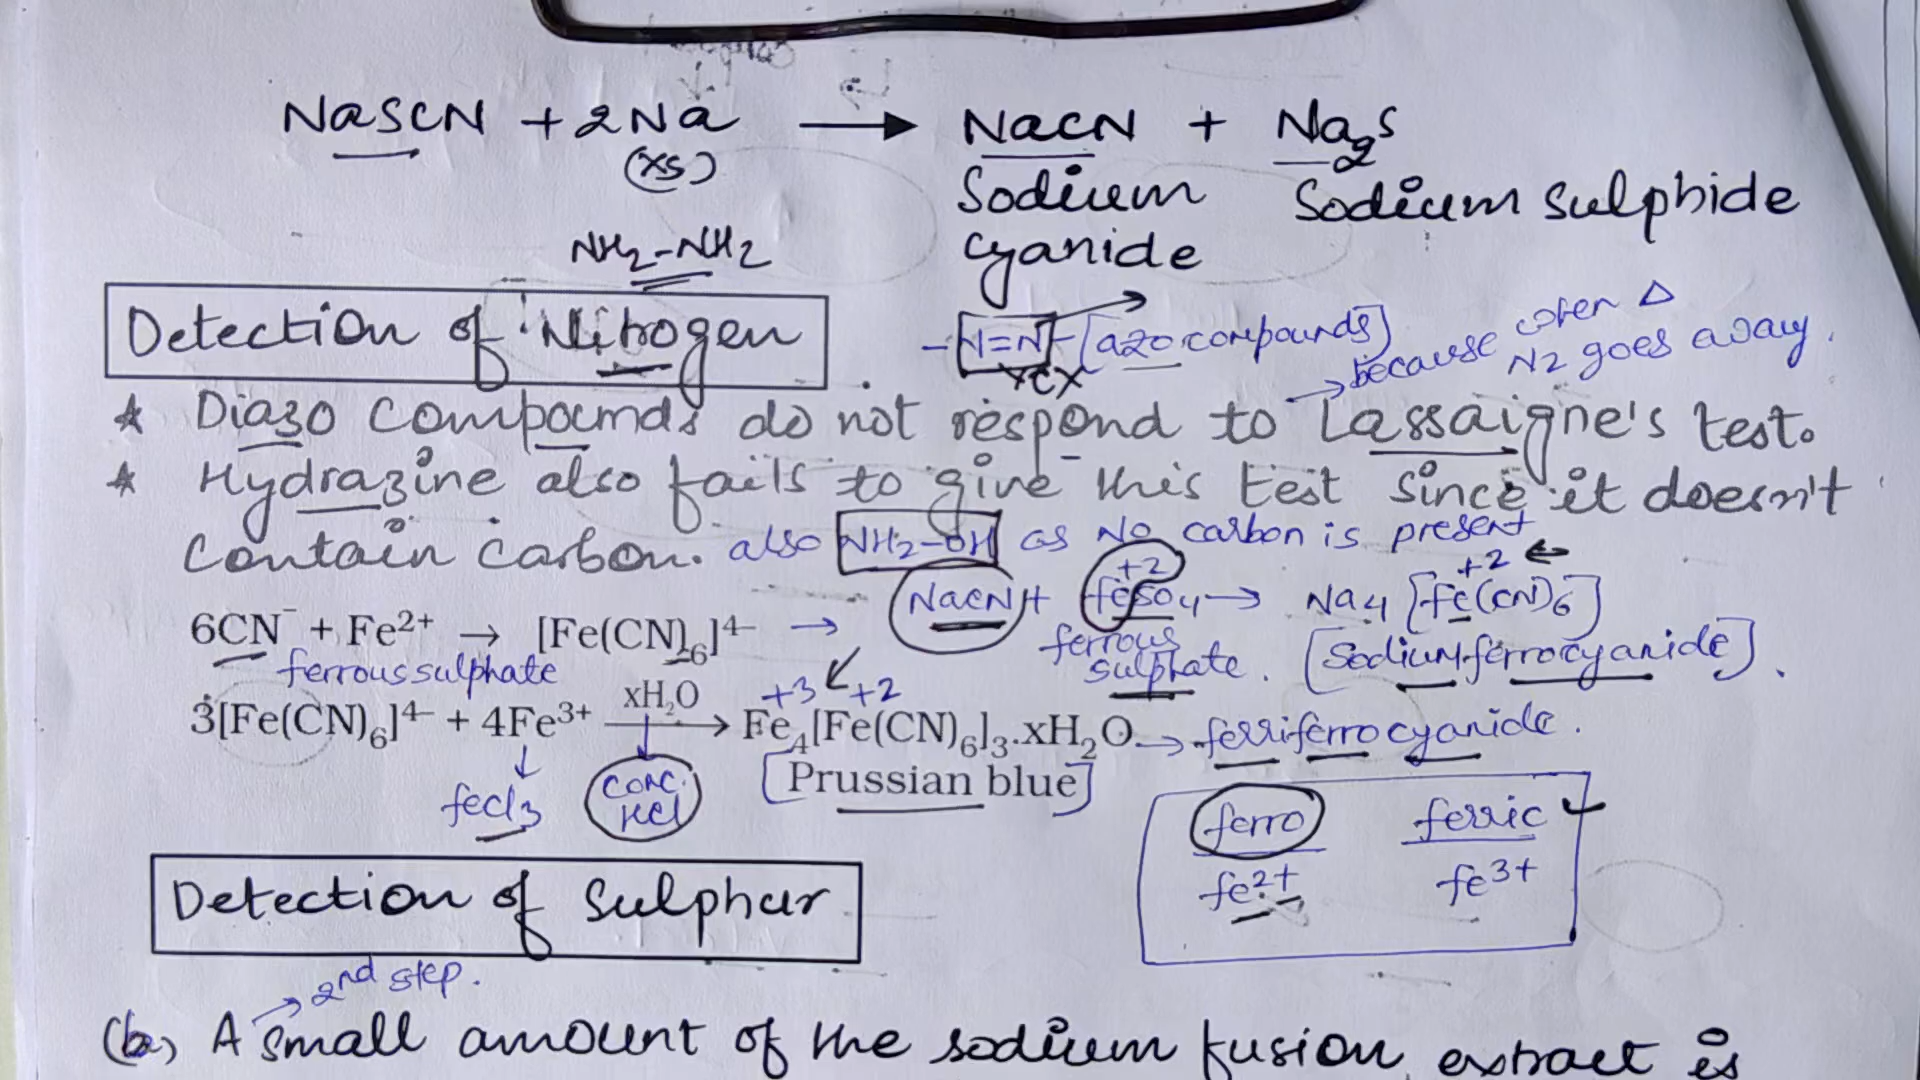 NaSCN + 2Na ⟶ NaCN + Na2S
(xs)
Sodium Sodium Sulphide
Cyanide
NH2-NH2
Detection of Nitrogen
-N=N- [azo compounds]
→ because when Δ
N2 goes away.
* Diazo compounds do not respond to Lassaigne's test.
* Hydrazine also fails to give this test since it doesn't
contain carbon. also NH2-OH as No carbon is present
+2 +2
6CN⁻ + Fe²⁺ → [Fe(CN)₆]⁴⁻ → NaCN + feSO4 → Na4 [fe(CN)6]
ferrous sulphate ferrous sulphate. [Sodium ferrocyanide].
+3 +2
3[Fe(CN)₆]⁴⁻ + 4Fe³⁺ xH₂O → Fe₄[Fe(CN)₆]₃.xH₂O → ferriferrocyanide.
↓ fecl3 conc. HCl [Prussian blue]
ferro ferric
fe2+ fe3+
Detection of Sulphur
→ 2nd step.
(b) A small amount of the sodium fusion extract is